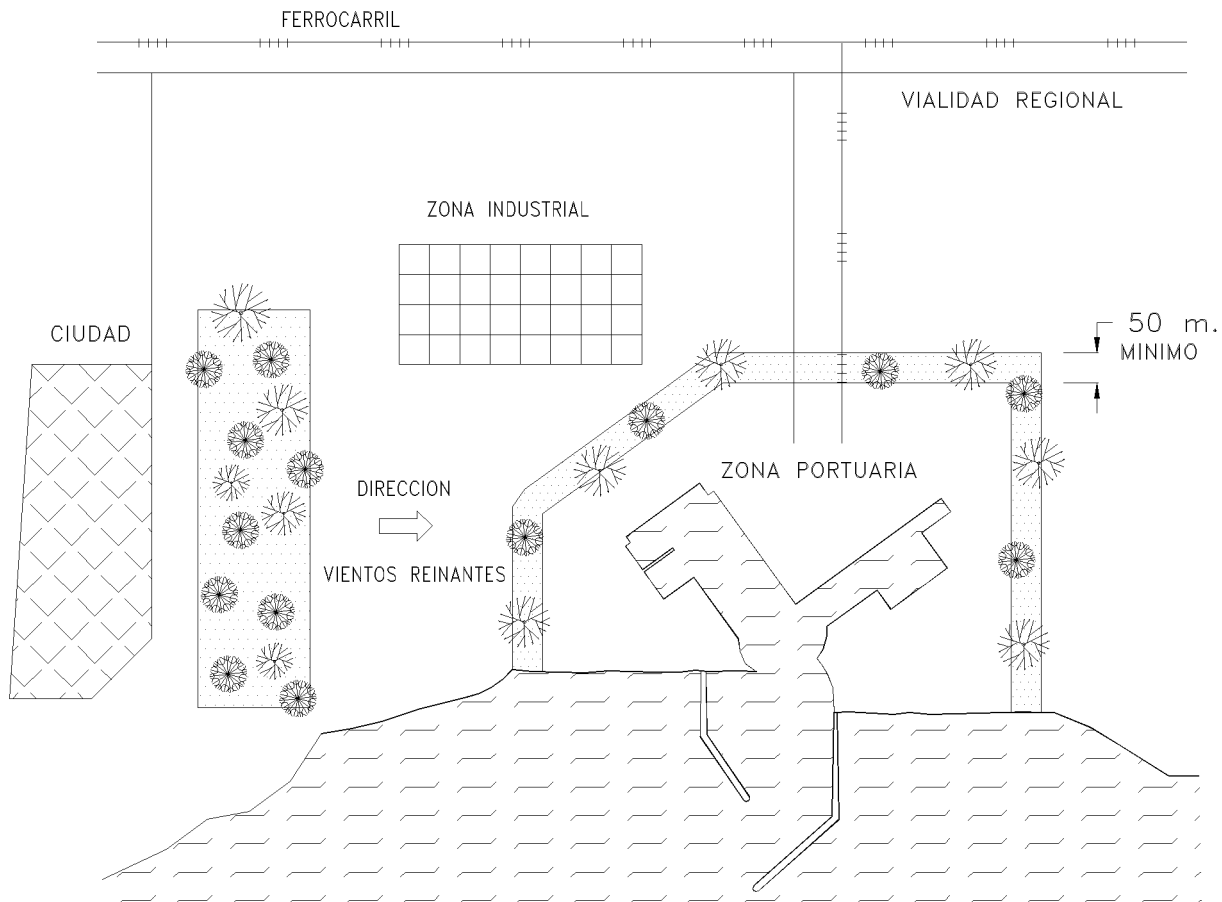 FERROCARRIL
VIALIDAD REGIONAL
ZONA INDUSTRIAL
CIUDAD
50 m.
MINIMO
ZONA PORTUARIA
DIRECCION
VIENTOS REINANTES